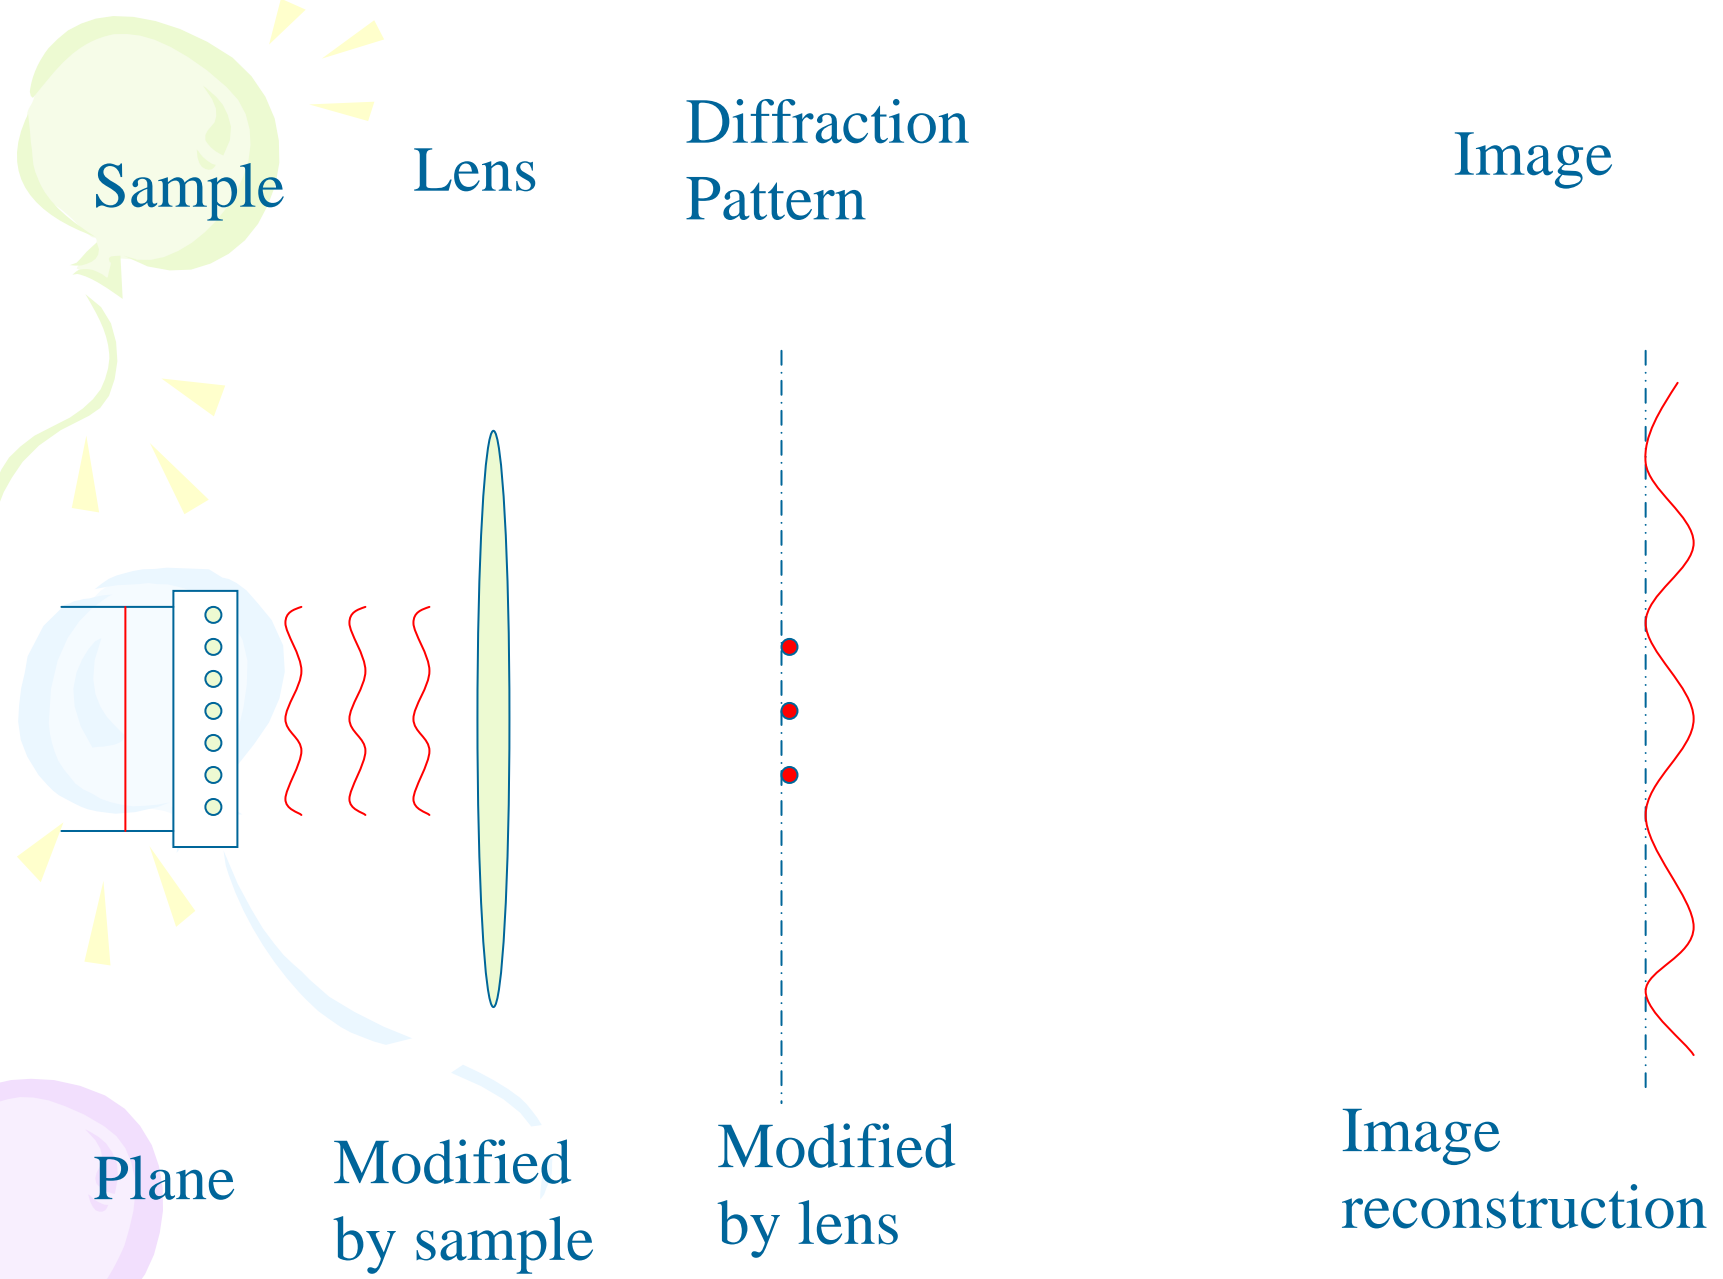 Sample
Lens
Diffraction
Pattern
Image
Plane
Modified
by sample
Modified
by lens
Image
reconstruction